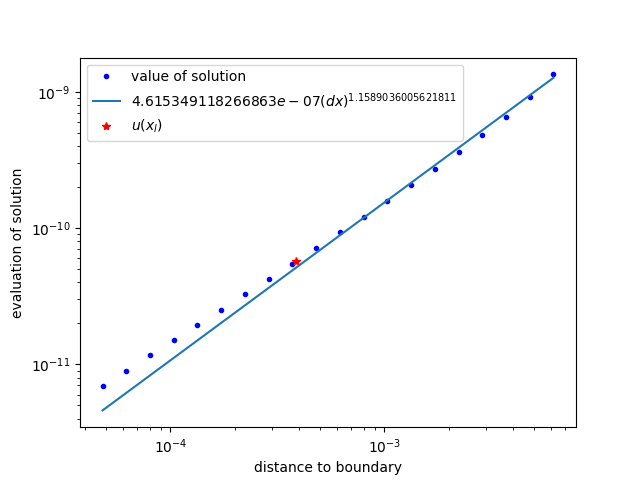 value of solution
4.615349118266863e − 07(dx)^1.1589036005621811
u(x_l)
10^−9
10^−10
10^−11
evaluation of solution
10^−4
10^−3
distance to boundary